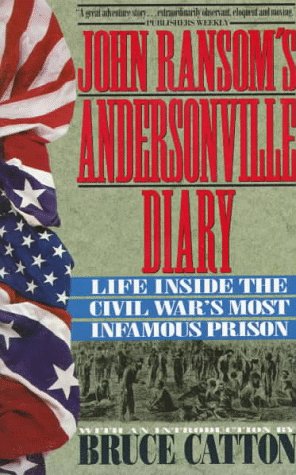 "A great adventure story . . . extraordinarily observant, eloquent and moving."
PUBLISHERS WEEKLY
JOHN RANSOM'S
ANDERSONVILLE
DIARY
LIFE INSIDE THE
CIVIL WAR'S MOST
INFAMOUS PRISON
WITH AN INTRODUCTION BY
BRUCE CATTON